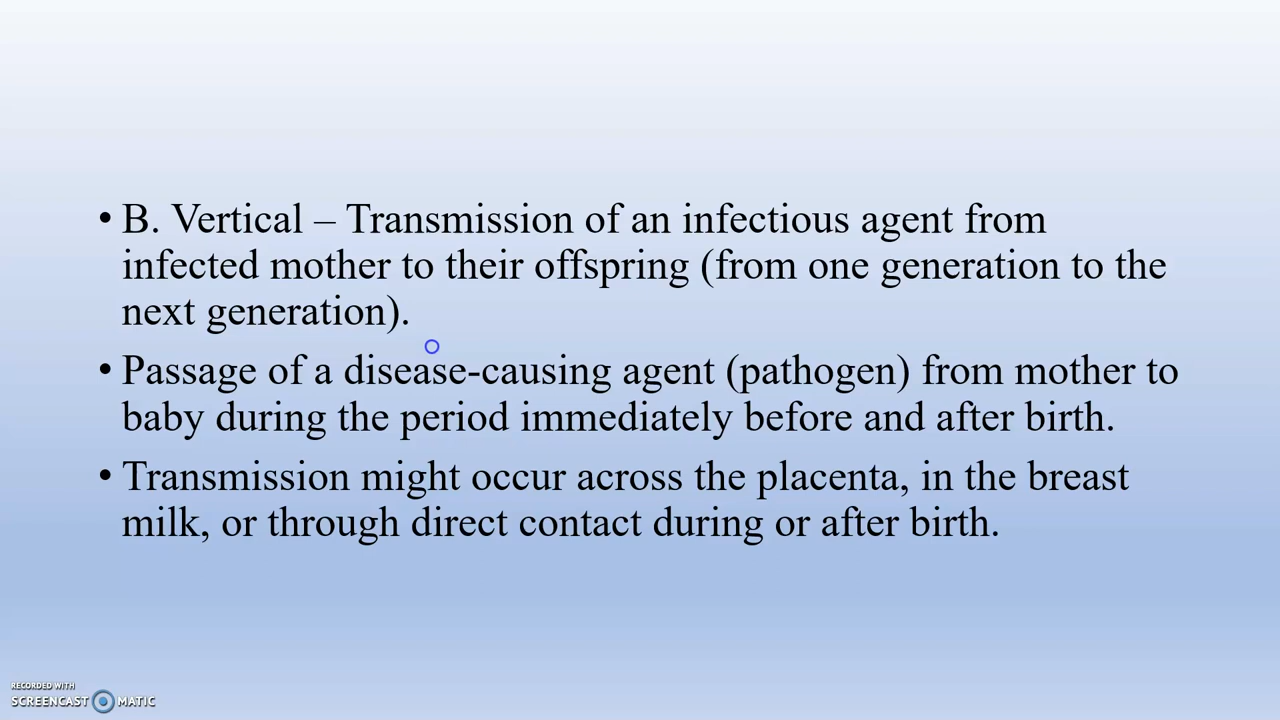 • B. Vertical – Transmission of an infectious agent from
infected mother to their offspring (from one generation to the
next generation).
• Passage of a disease-causing agent (pathogen) from mother to
baby during the period immediately before and after birth.
• Transmission might occur across the placenta, in the breast
milk, or through direct contact during or after birth.
RECORDED WITH
SCREENCAST MATIC